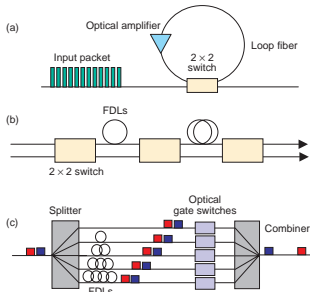 (a)
Optical amplifier
Input packet
2 × 2
switch
Loop fiber
(b)
FDLs
2 × 2 switch
(c)
Splitter
Optical
gate switches
Combiner
FDLs